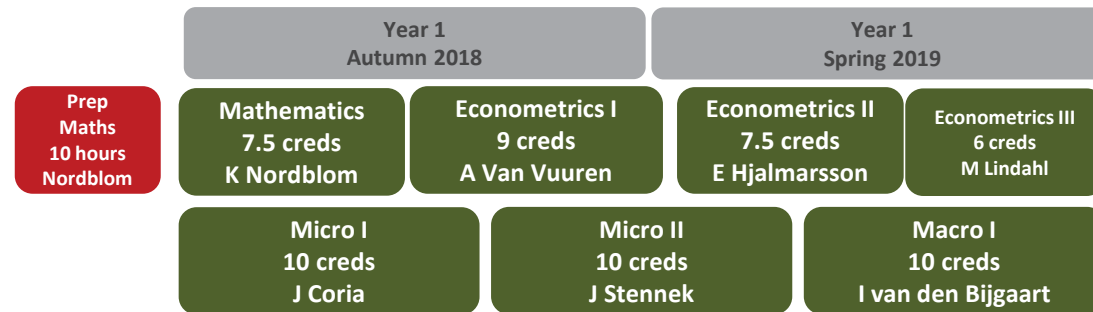 Year 1
Autumn 2018
Year 1
Spring 2019
Prep
Maths
10 hours
Nordblom
Mathematics
7.5 creds
K Nordblom
Econometrics I
9 creds
A Van Vuuren
Econometrics II
7.5 creds
E Hjalmarsson
Econometrics III
6 creds
M Lindahl
Micro I
10 creds
J Coria
Micro II
10 creds
J Stennek
Macro I
10 creds
I van den Bijgaart